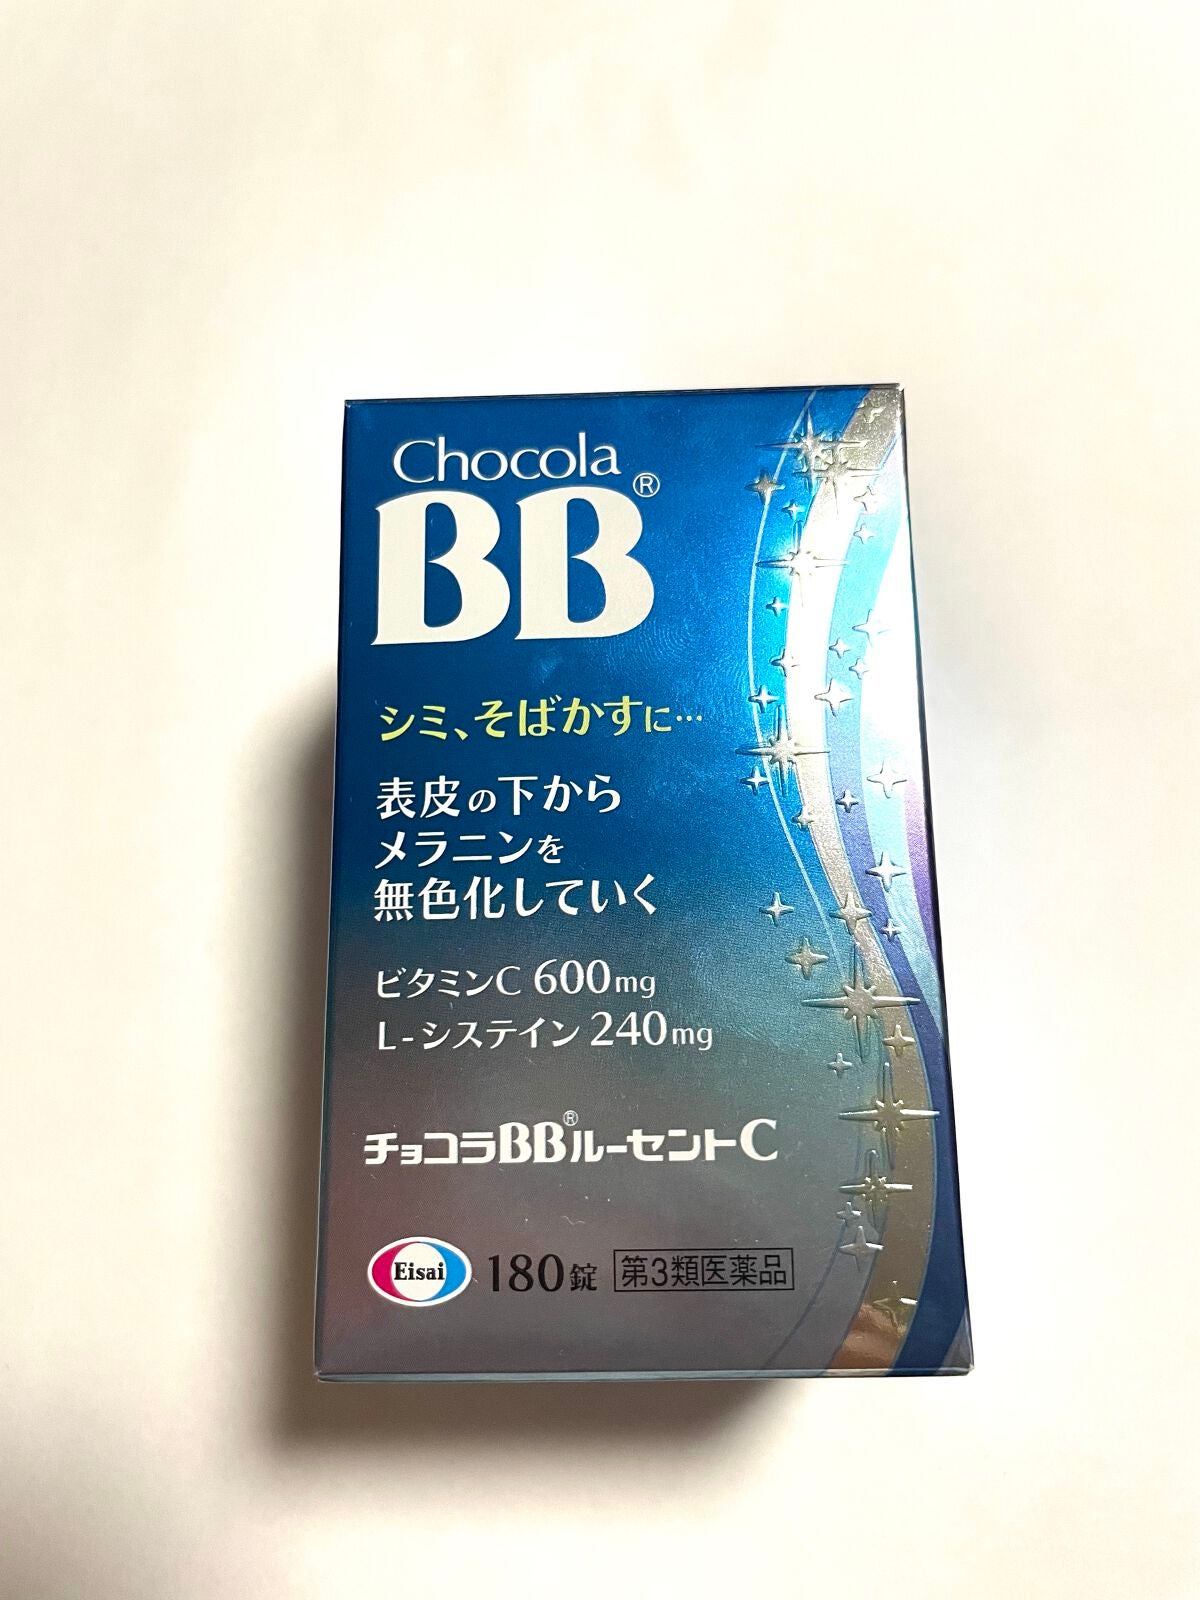 Chocola
BB®
シミ、そばかすに…
表皮の下から
メラニンを
無色化していく
ビタミンC 600mg
L-システイン 240mg
チョコラBB®ルーセントC
Eisai 180錠 第3類医薬品